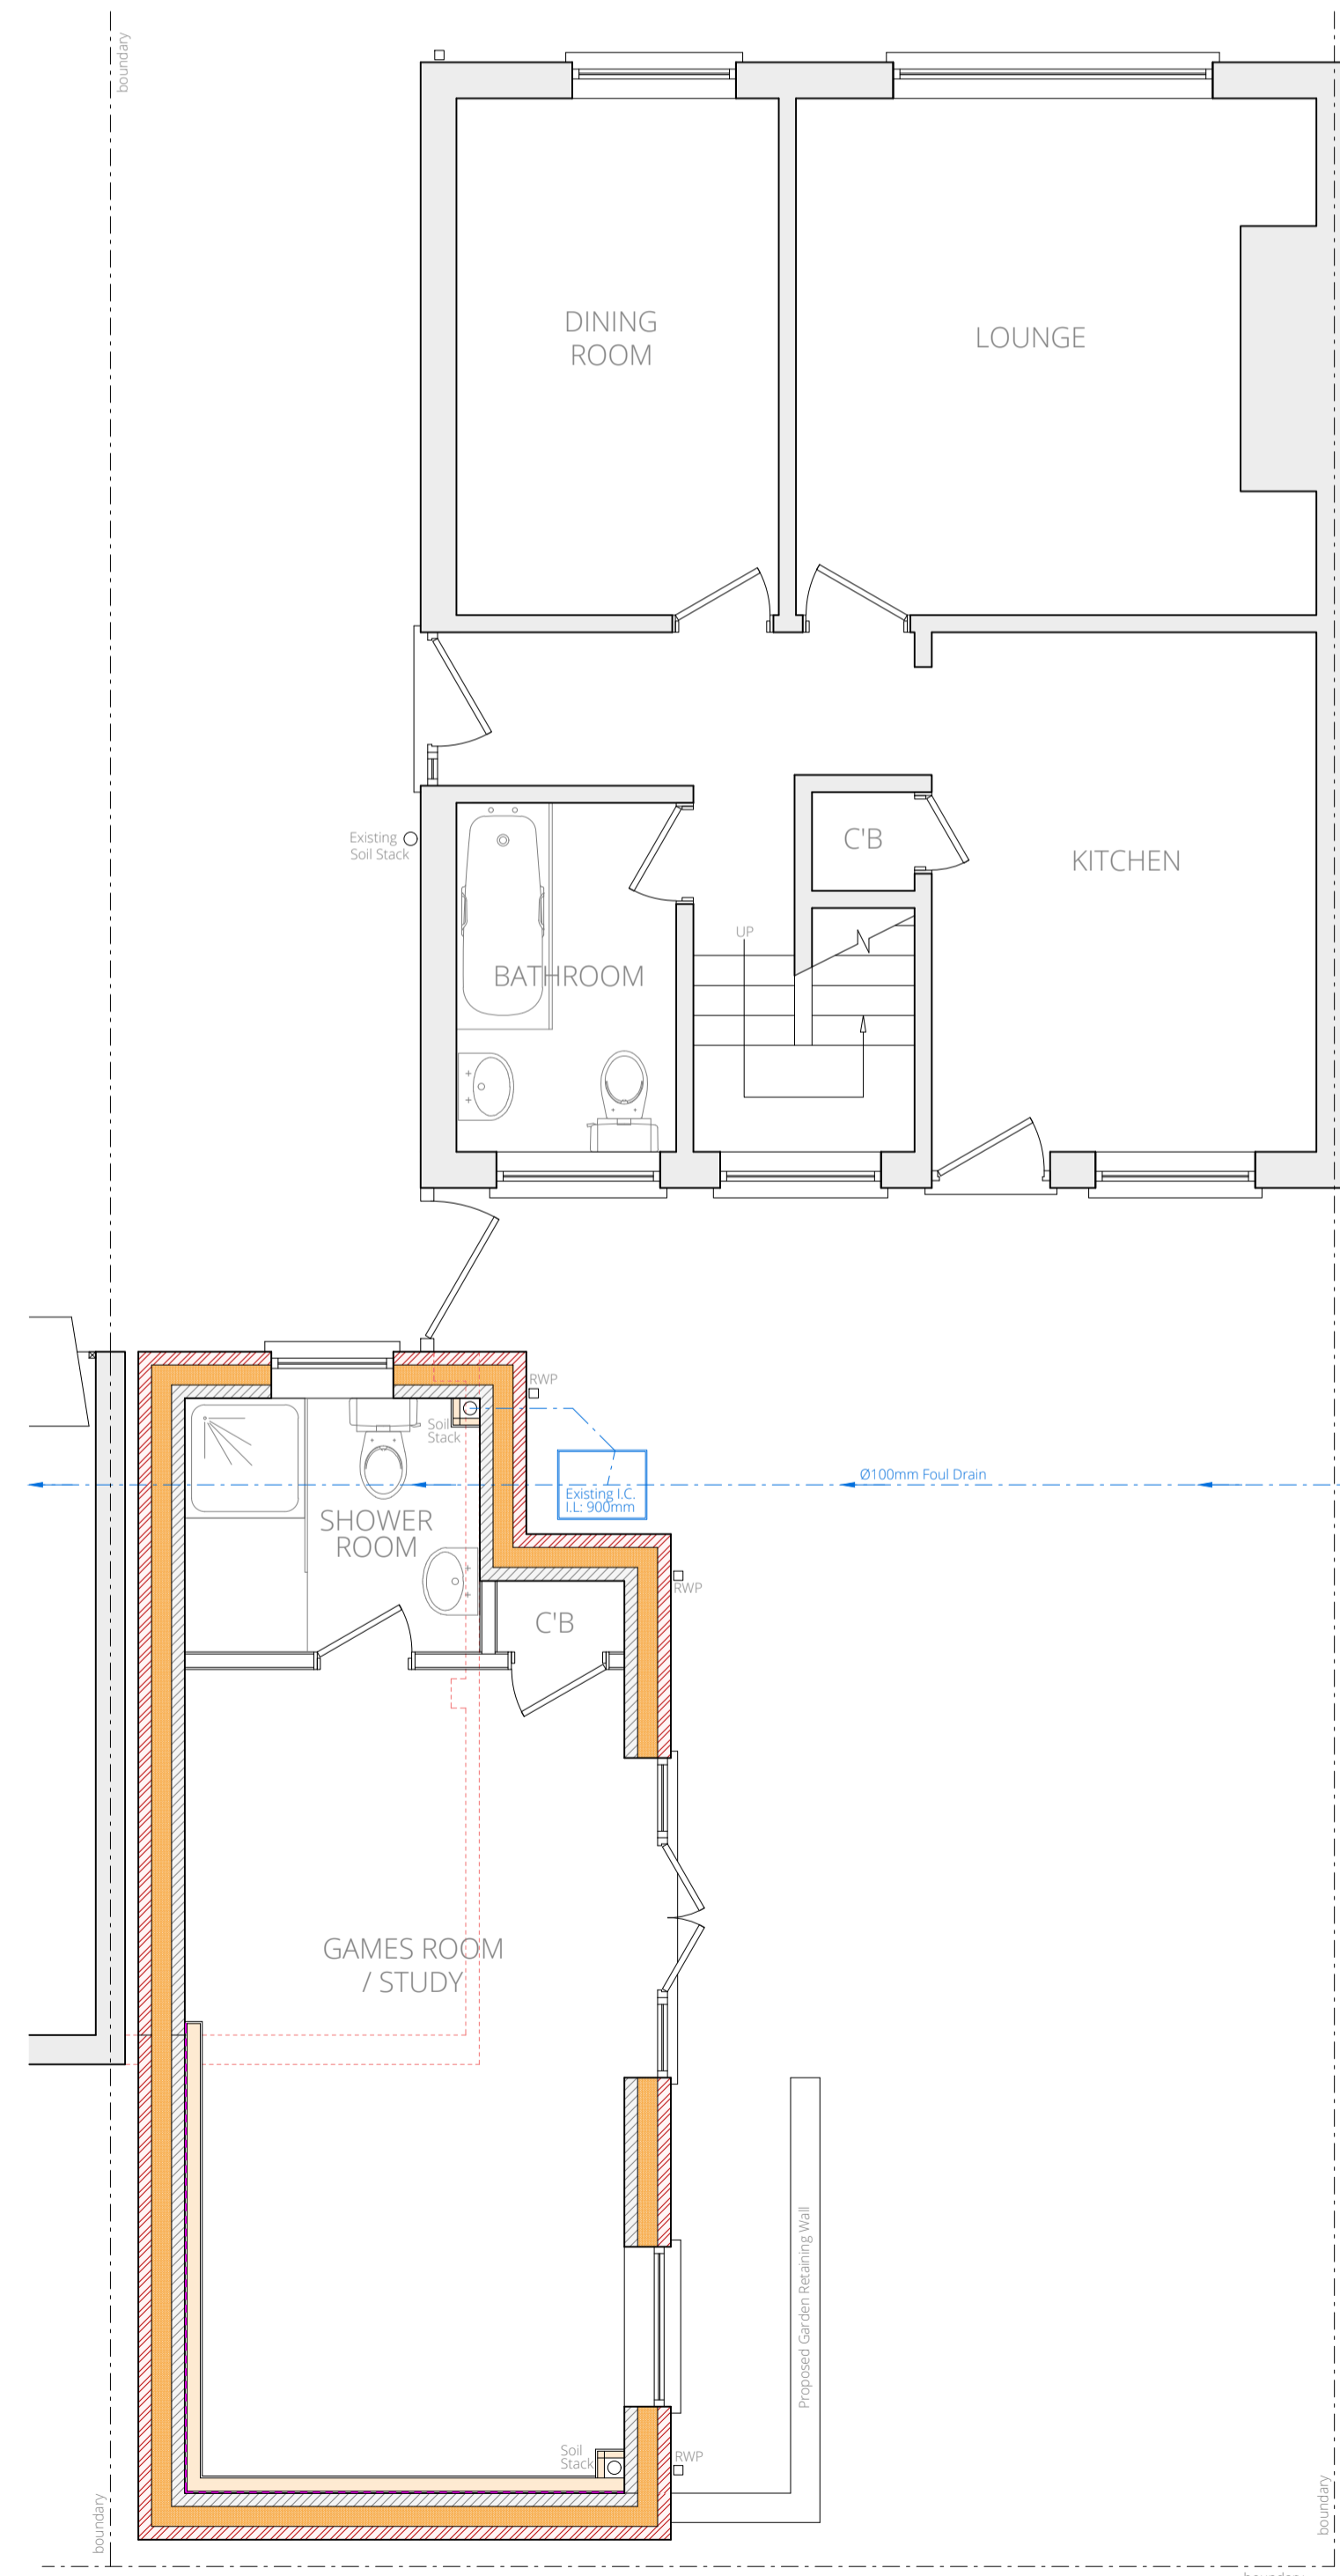 boundary
DINING
ROOM
LOUNGE
Existing
Soil Stack
C'B
KITCHEN
UP
BATHROOM
RWP
Soil
Stack
Ø100mm Foul Drain
Existing I.C.
I.L: 900mm
SHOWER
ROOM
RWP
C'B
GAMES ROOM
/ STUDY
Proposed Garden Retaining Wall
Soil
Stack
RWP
boundary
boundary